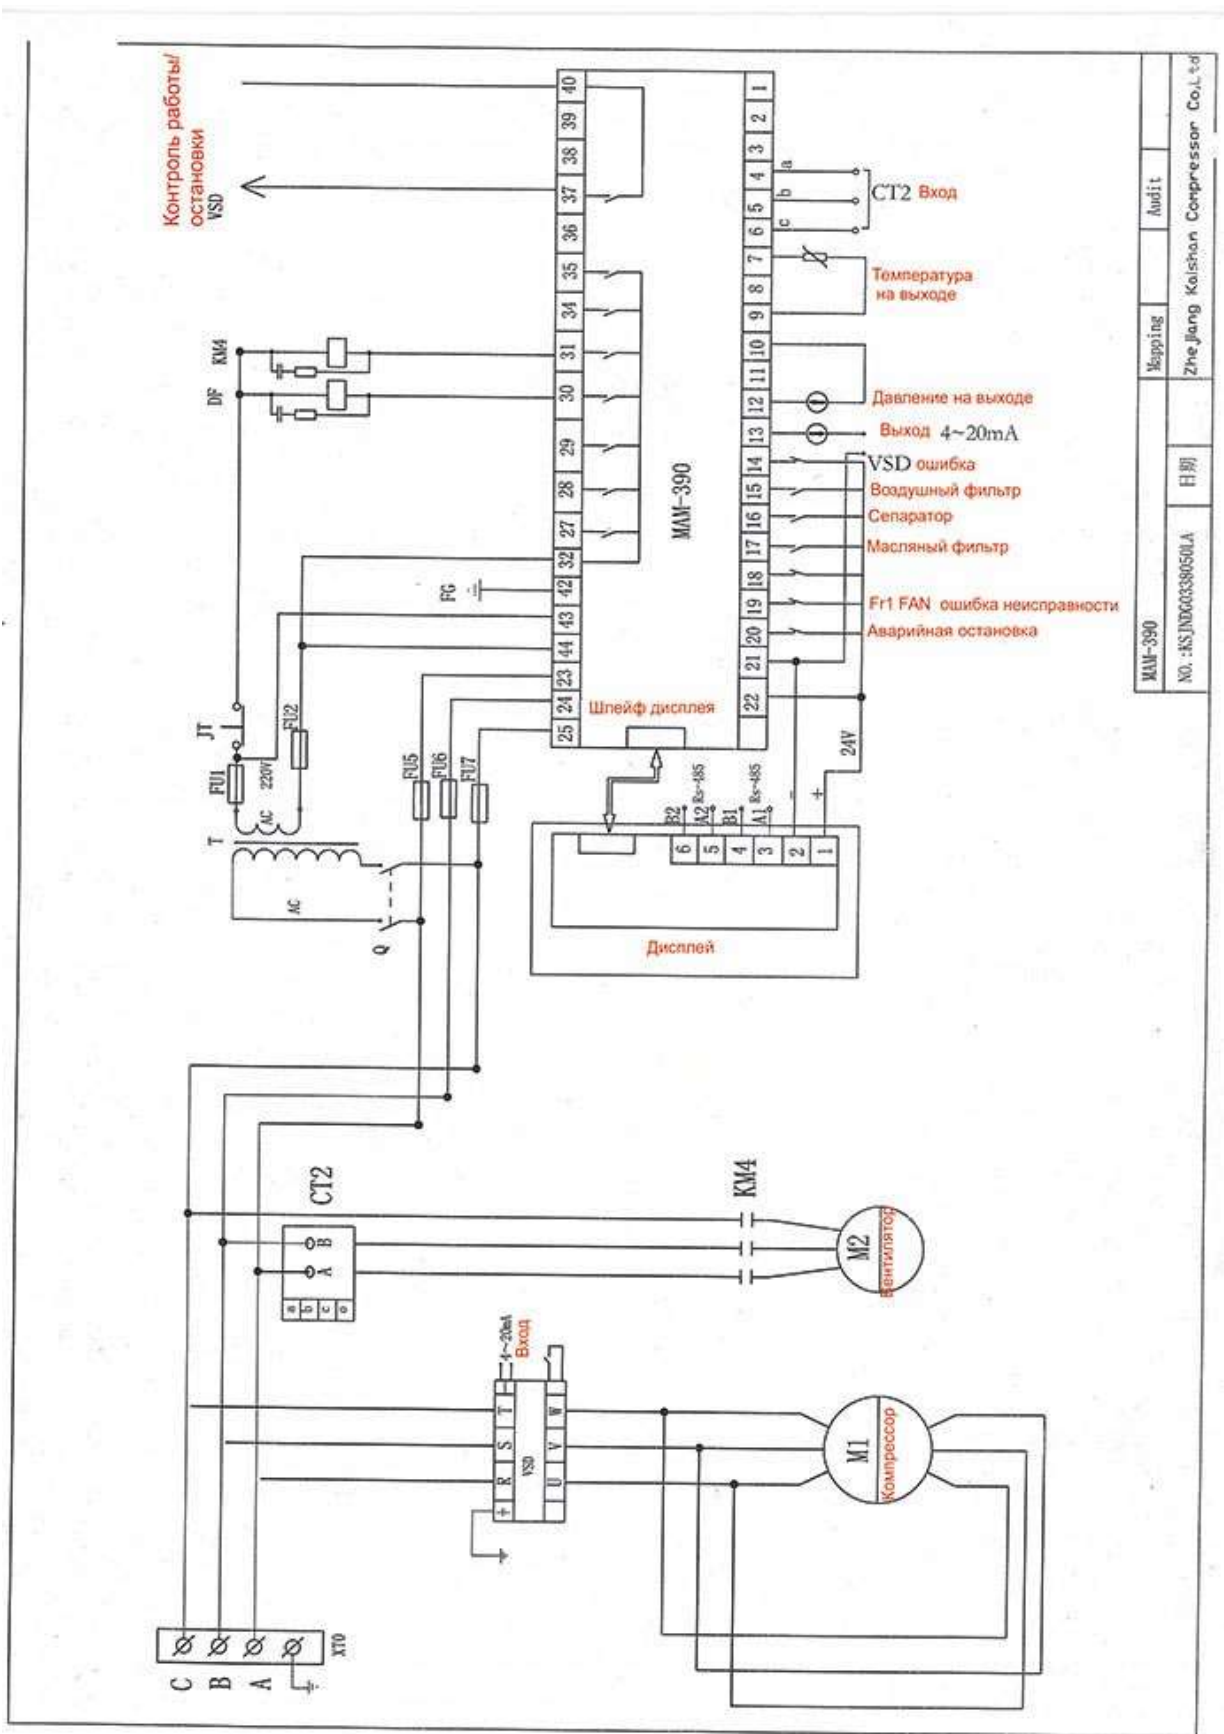 Контроль работы/
остановки
VSD
KM4
DF
JT
FU1
220V
FU2
AC
T
AC
Q
FU5
FU6
FU7
FG
40
39
38
37
36
35
34
31
30
29
28
27
32
42
43
44
23
24
25
MAM-390
Шлейф дисплея
1
2
3
4
5
6
7
8
9
10
11
12
13
14
15
16
17
18
19
20
21
22
a
b
c
CT2 Вход
Температура
на выходе
Давление на выходе
Выход 4~20mA
VSD ошибка
Воздушный фильтр
Сепаратор
Масляный фильтр
Fr1 FAN ошибка неисправности
Аварийная остановка
24V
-
+
B2
A2 Rs-485
B1
A1 Rs-485
6
5
4
3
2
1
Дисплей
CT2
A
B
a
b
c
o
KM4
M2
Вентилятор
4~20mA
Вход
R
S
T
VSD
U
V
W
M1
Компрессор
C
B
A
XT0
MAM-390
Mapping
Audit
NO.:KSJNDG0338050LA
日期
ZheJiang Kaishan Compressor Co,Ltd